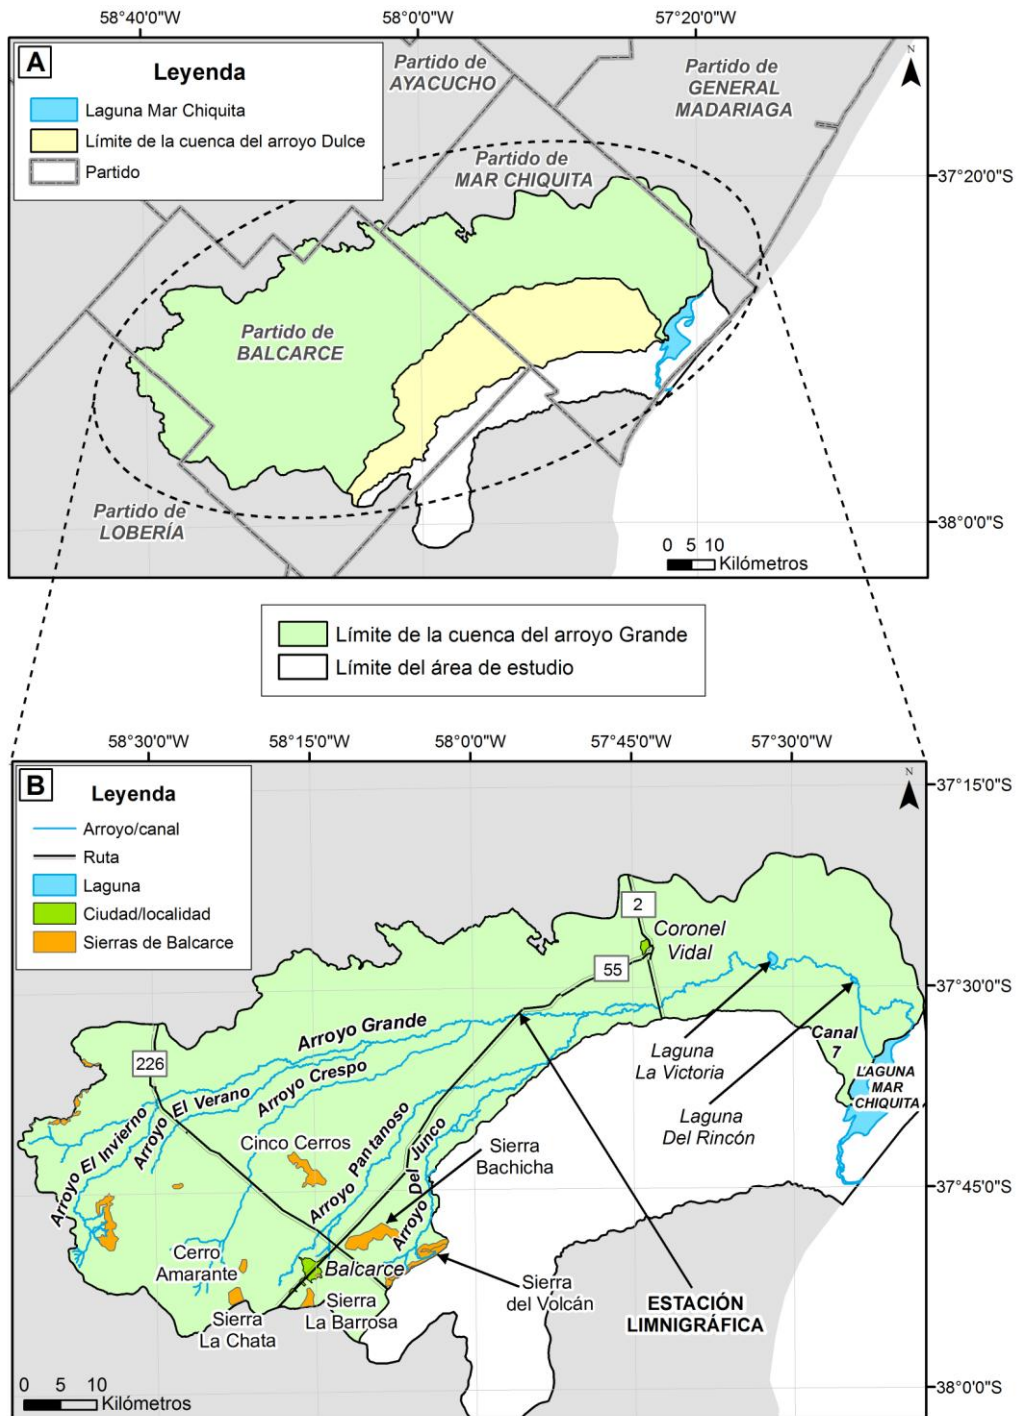 58°40'0"W
58°0'0"W
57°20'0"W
A
Leyenda
Laguna Mar Chiquita
Límite de la cuenca del arroyo Dulce
Partido
Partido de
AYACUCHO
Partido de
GENERAL
MADARIAGA
N
Partido de
MAR CHIQUITA
37°20'0"S
Partido de
BALCARCE
Partido de
LOBERÍA
38°0'0"S
0 5 10
Kilómetros
Límite de la cuenca del arroyo Grande
Límite del área de estudio
58°30'0"W
58°15'0"W
58°0'0"W
57°45'0"W
57°30'0"W
B
Leyenda
Arroyo/canal
Ruta
Laguna
Ciudad/localidad
Sierras de Balcarce
N
37°15'0"S
2
Coronel
Vidal
55
37°30'0"S
Arroyo Grande
226
Arroyo El Verano
Arroyo Crespo
Arroyo El Invierno
Laguna
La Victoria
Canal
7
LAGUNA
MAR
CHIQUITA
Laguna
Del Rincón
Cinco Cerros
Arroyo Pantanoso
Arroyo Del Junco
Sierra
Bachicha
37°45'0"S
Cerro
Amarante
Balcarce
Sierra
La Chata
Sierra
La Barrosa
Sierra
del Volcán
ESTACIÓN
LIMNIGRÁFICA
38°0'0"S
0 5 10
Kilómetros